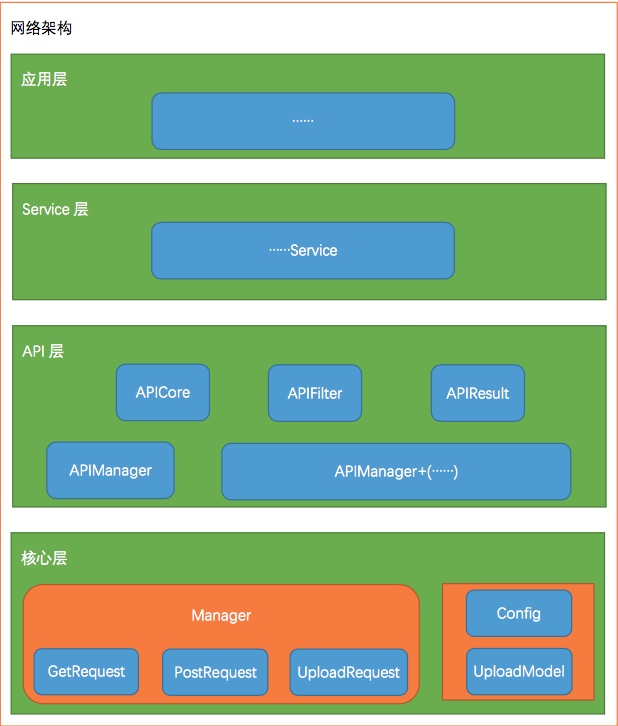 网络架构
应用层
······
Service 层
······Service
API 层
APICore
APIFilter
APIResult
APIManager
APIManager+(······)
核心层
Manager
GetRequest
PostRequest
UploadRequest
Config
UploadModel